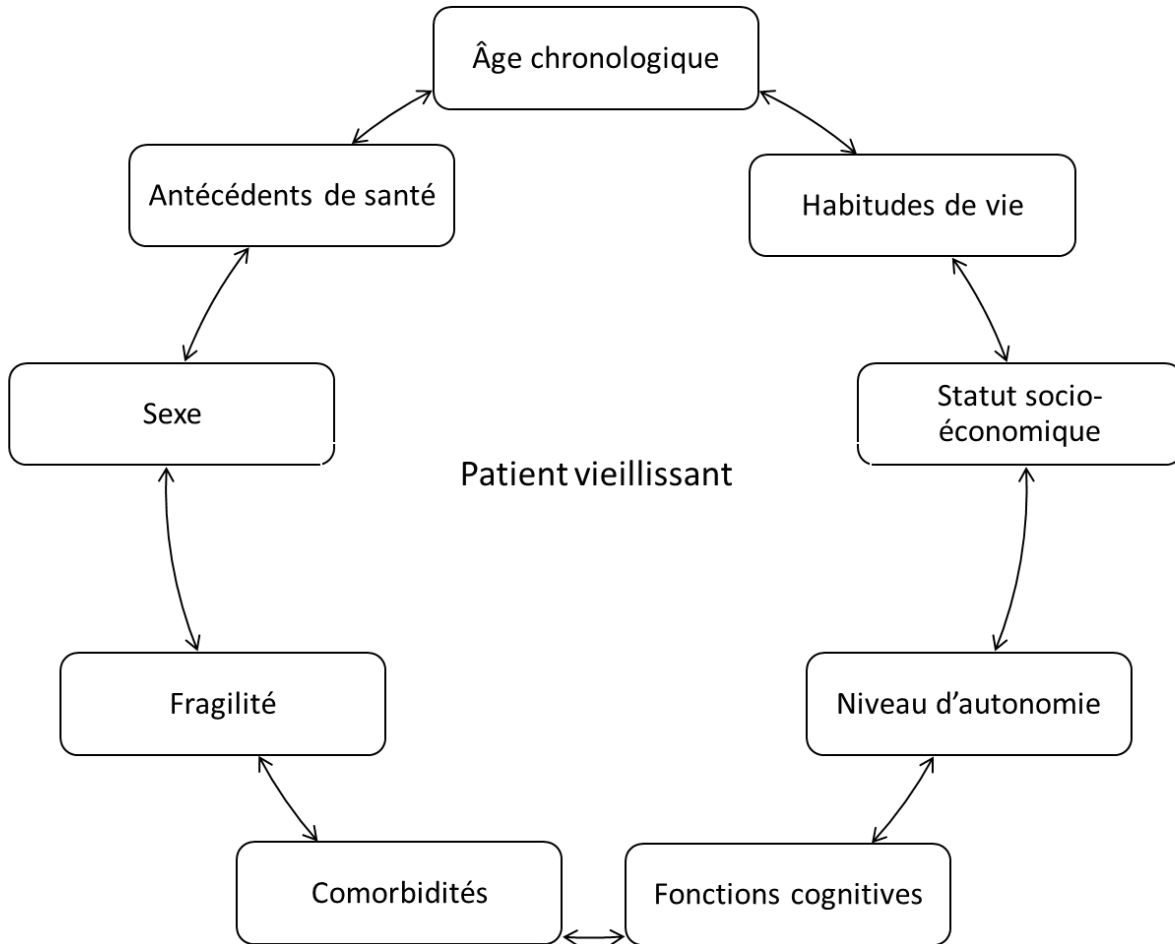 Âge chronologique
Antécédents de santé
Habitudes de vie
Sexe
Statut socio-
économique
Patient vieillissant
Fragilité
Niveau d’autonomie
Comorbidités
Fonctions cognitives